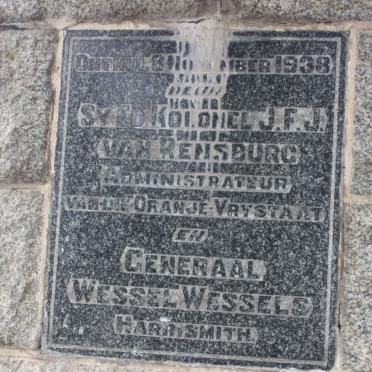 ONTHUL 8 NOVEMBER 1938
DEUR
SY ED KOLONEL J.F.J.
VAN RENSBURG
ADMINISTRATEUR
VAN DIE ORANJE-VRYSTAAT
EN
GENERAAL
WESSEL WESSELS
HARRISMITH